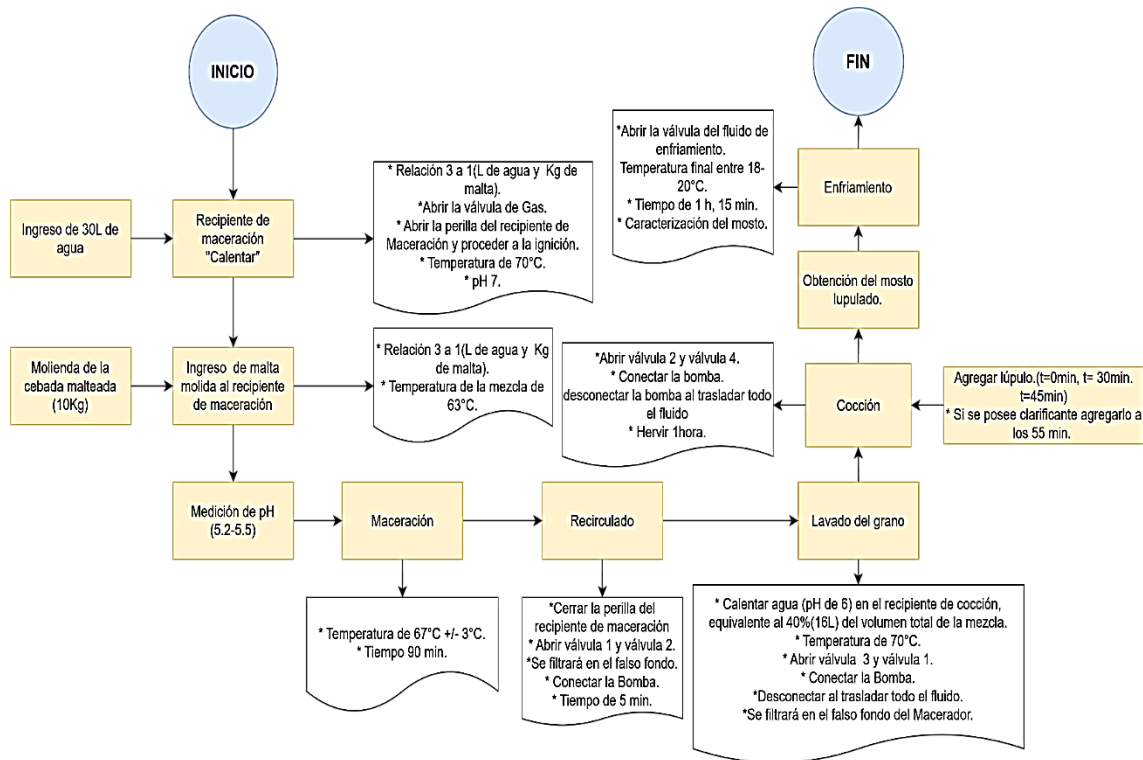 INICIO
Ingreso de 30L de
agua
Recipiente de
maceración
"Calentar"
* Relación 3 a 1(L de agua y Kg de
malta).
*Abrir la válvula de Gas.
* Abrir la perilla del recipiente de
Maceración y proceder a la ignición.
* Temperatura de 70°C.
* pH 7.
Molienda de la
cebada malteada
(10Kg)
Ingreso de malta
molida al recipiente
de maceración
* Relación 3 a 1(L de agua y Kg
de malta).
* Temperatura de la mezcla de
63°C.
Medición de pH
(5.2-5.5)
Maceración
* Temperatura de 67°C +/- 3°C.
* Tiempo 90 min.
Recirculado
*Cerrar la perilla del
recipiente de maceración
* Abrir válvula 1 y válvula 2.
*Se filtrará en el falso fondo.
* Conectar la Bomba.
* Tiempo de 5 min.
Lavado del grano
* Calentar agua (pH de 6) en el recipiente de cocción,
equivalente al 40%(16L) del volumen total de la mezcla.
* Temperatura de 70°C.
* Abrir válvula 3 y válvula 1.
* Conectar la Bomba.
*Desconectar al trasladar todo el fluido.
*Se filtrará en el falso fondo del Macerador.
Cocción
* Abrir válvula 2 y válvula 4.
* Conectar la bomba.
desconectar la bomba al trasladar todo
el fluido
* Hervir 1hora.
Agregar lúpulo.(t=0min, t= 30min.
t=45min)
* Si se posee clarificante agregarlo a
los 55 min.
Obtención del mosto
lupulado.
Enfriamiento
*Abrir la válvula del fluido de
enfriamiento.
Temperatura final entre 18-
20°C.
* Tiempo de 1 h, 15 min.
* Caracterización del mosto.
FIN